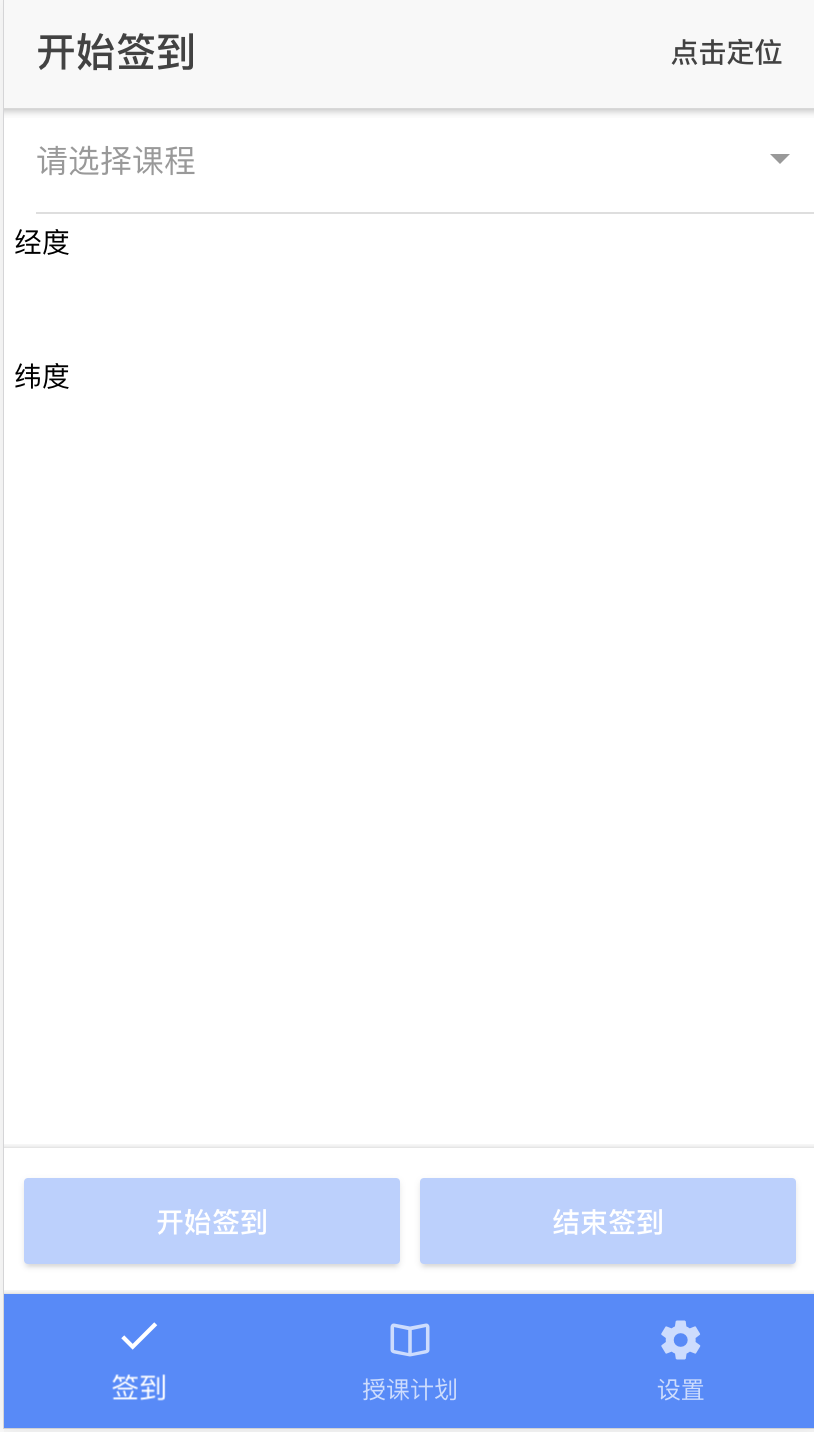 开始签到
点击定位
请选择课程
经度
纬度
开始签到
结束签到
签到
授课计划
设置